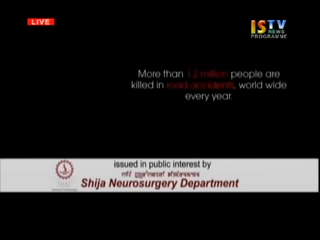 LIVE
ISTV
NEWS
PROGRAMME
More than 1.2 million people are
killed in road accidents, world wide
every year.
issued in public interest by
Shija Neurosurgery Department